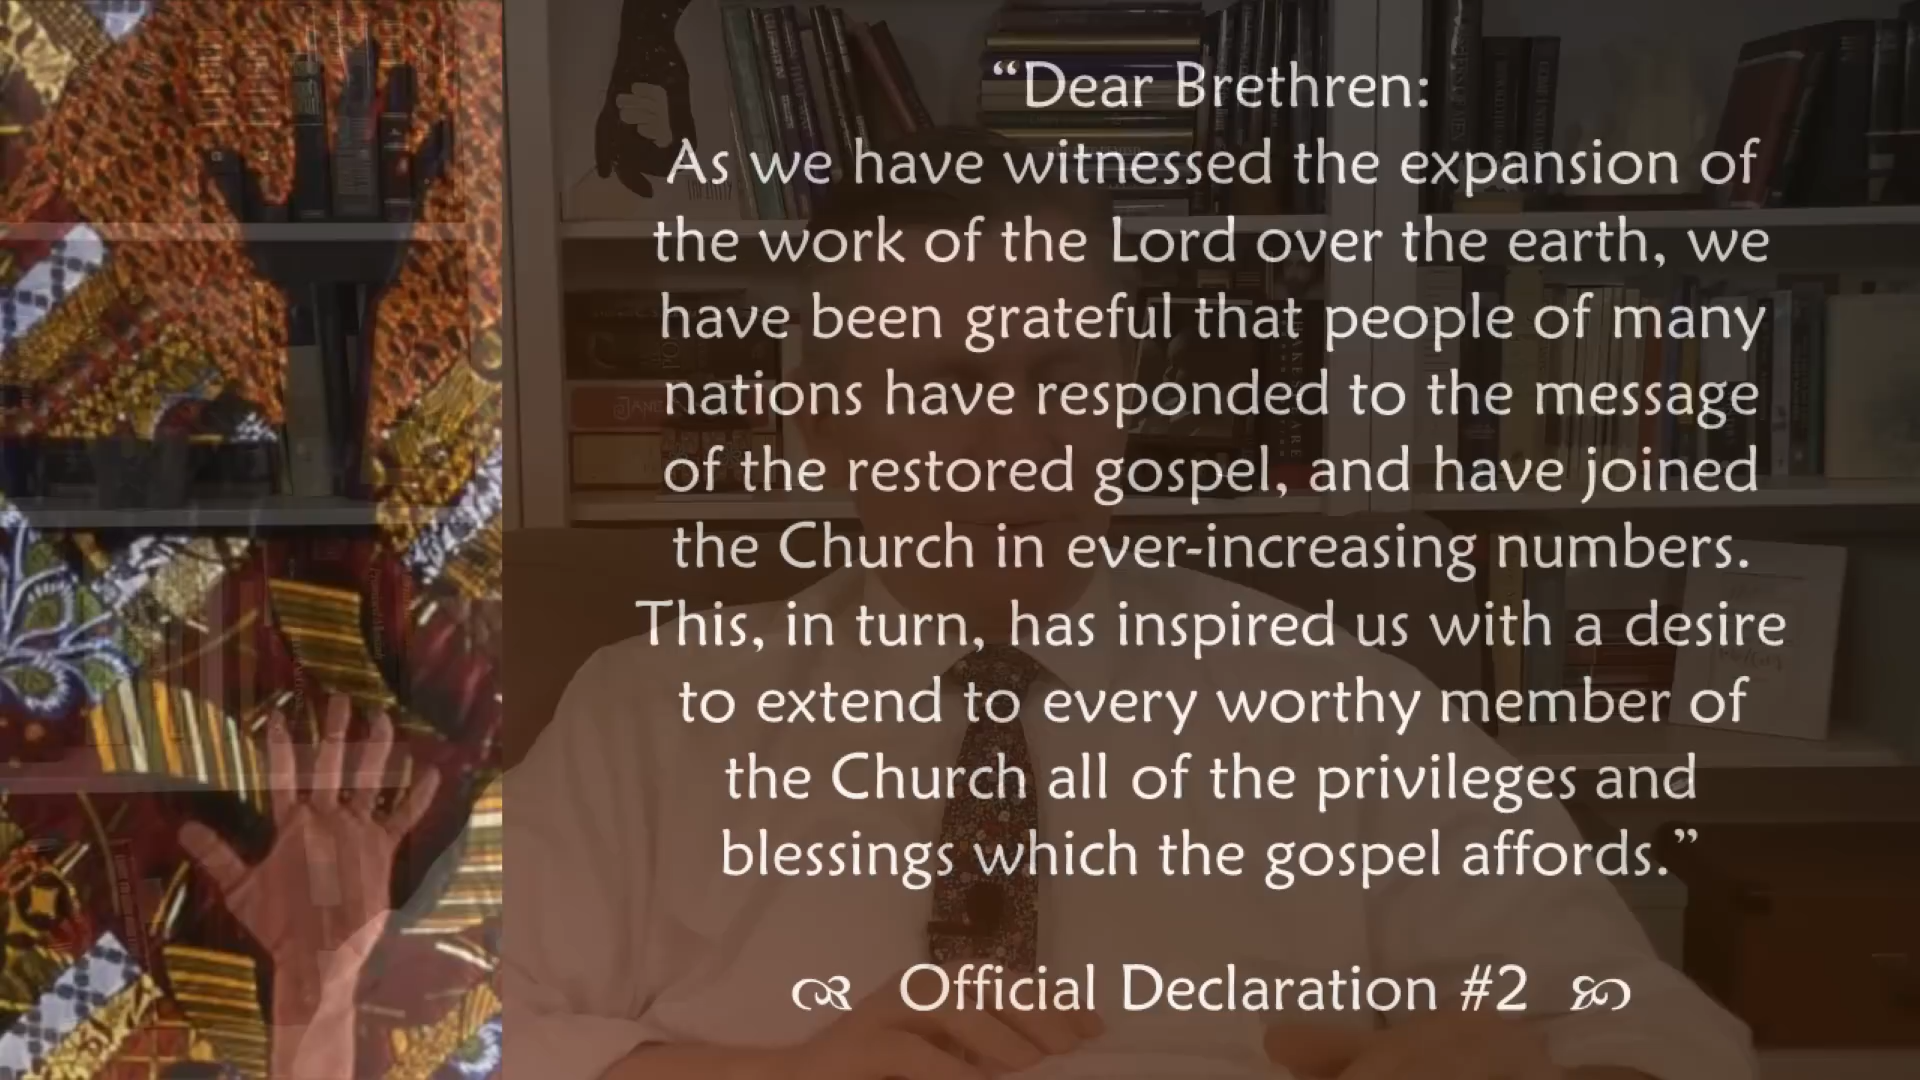 “Dear Brethren:
As we have witnessed the expansion of
the work of the Lord over the earth, we
have been grateful that people of many
nations have responded to the message
of the restored gospel, and have joined
the Church in ever-increasing numbers.
This, in turn, has inspired us with a desire
to extend to every worthy member of
the Church all of the privileges and
blessings which the gospel affords.”
Official Declaration #2